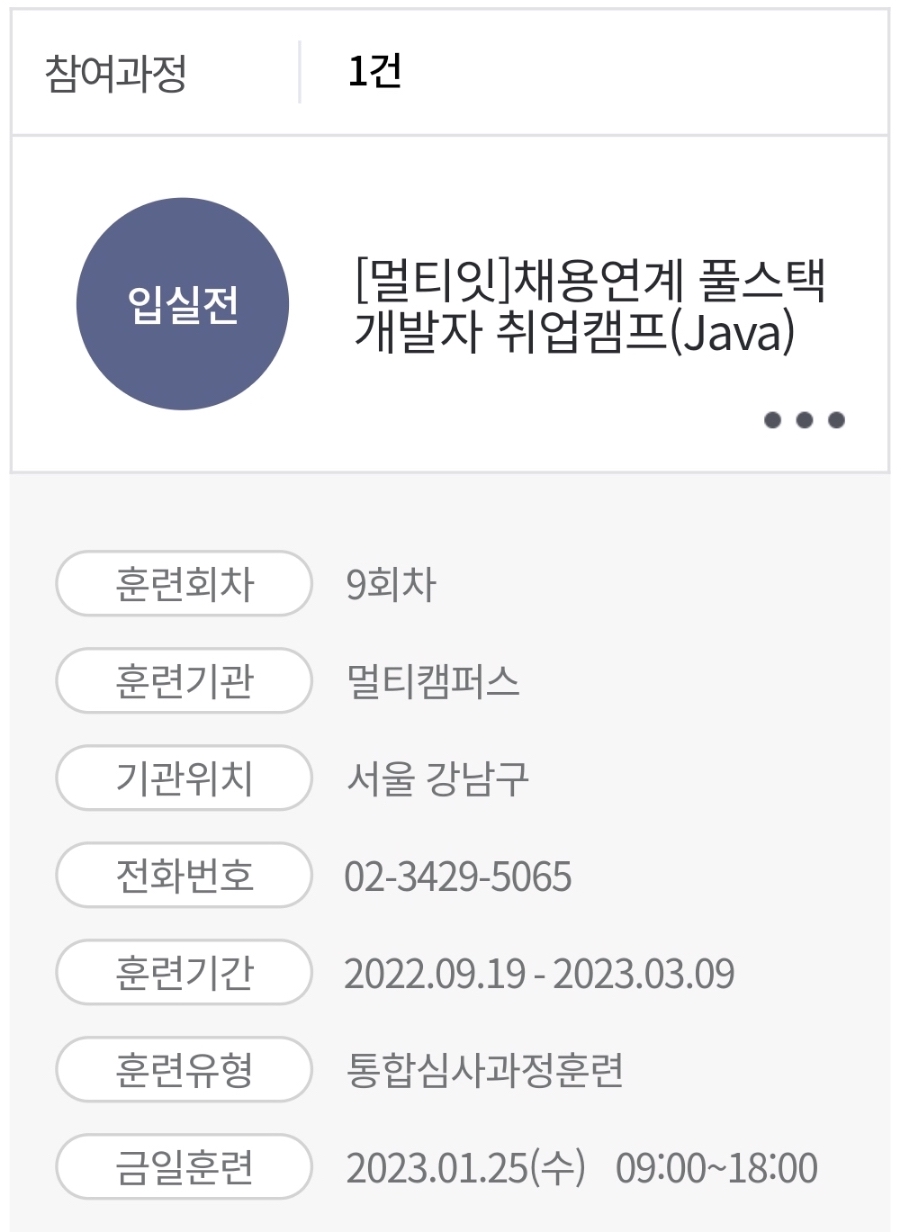 참여과정 1건
입실전
[멀티잇]채용연계 풀스택
개발자 취업캠프(Java)
훈련회차 9회차
훈련기관 멀티캠퍼스
기관위치 서울 강남구
전화번호 02-3429-5065
훈련기간 2022.09.19 - 2023.03.09
훈련유형 통합심사과정훈련
금일훈련 2023.01.25(수) 09:00~18:00